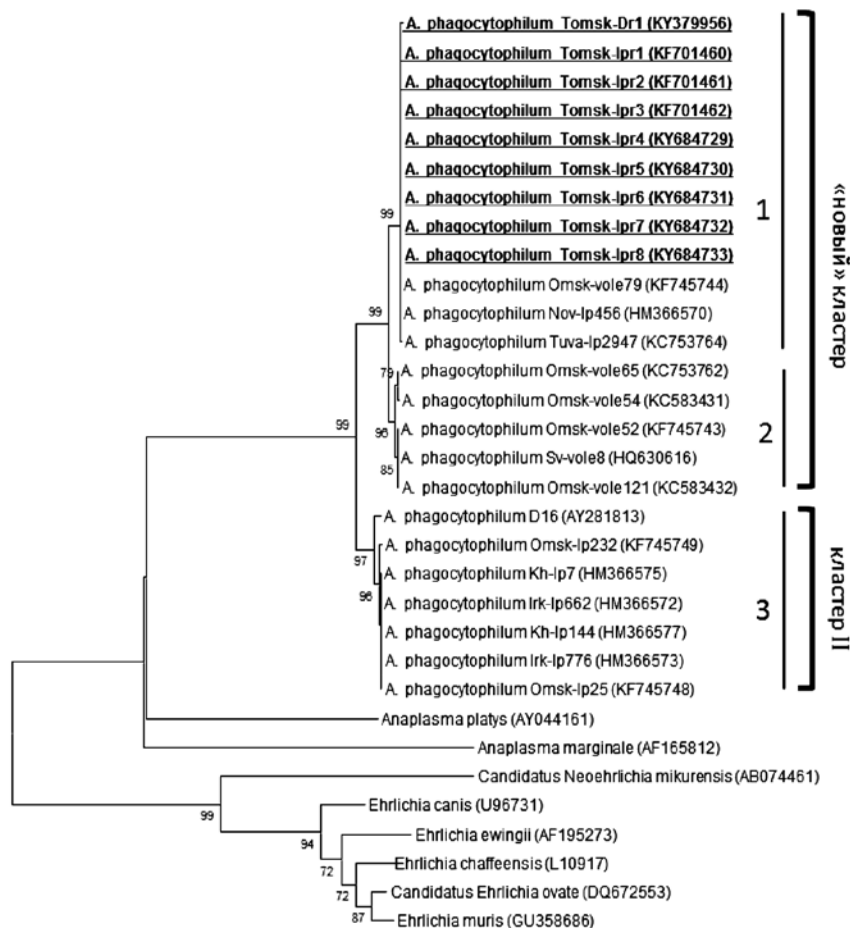 A. phagocytophilum Tomsk-Dr1 (KY379956)
A. phagocytophilum Tomsk-Ipr1 (KF701460)
A. phagocytophilum Tomsk-Ipr2 (KF701461)
A. phagocytophilum Tomsk-Ipr3 (KF701462)
A. phagocytophilum Tomsk-Ipr4 (KY684729)
A. phagocytophilum Tomsk-Ipr5 (KY684730)
A. phagocytophilum Tomsk-Ipr6 (KY684731)
A. phagocytophilum Tomsk-Ipr7 (KY684732)
A. phagocytophilum Tomsk-Ipr8 (KY684733)
A. phagocytophilum Omsk-vole79 (KF745744)
A. phagocytophilum Nov-Ip456 (HM366570)
A. phagocytophilum Tuva-Ip2947 (KC753764)
A. phagocytophilum Omsk-vole65 (KC753762)
A. phagocytophilum Omsk-vole54 (KC583431)
A. phagocytophilum Omsk-vole52 (KF745743)
A. phagocytophilum Sv-vole8 (HQ630616)
A. phagocytophilum Omsk-vole121 (KC583432)
A. phagocytophilum D16 (AY281813)
A. phagocytophilum Omsk-Ip232 (KF745749)
A. phagocytophilum Kh-Ip7 (HM366575)
A. phagocytophilum Irk-Ip662 (HM366572)
A. phagocytophilum Kh-Ip144 (HM366577)
A. phagocytophilum Irk-Ip776 (HM366573)
A. phagocytophilum Omsk-Ip25 (KF745748)
Anaplasma platys (AY044161)
Anaplasma marginale (AF165812)
Candidatus Neoehrlichia mikurensis (AB074461)
Ehrlichia canis (U96731)
Ehrlichia ewingii (AF195273)
Ehrlichia chaffeensis (L10917)
Candidatus Ehrlichia ovate (DQ672553)
Ehrlichia muris (GU358686)
99
99
79
99
96
85
97
96
99
94
72
72
87
1
2
3
«новый» кластер
кластер II